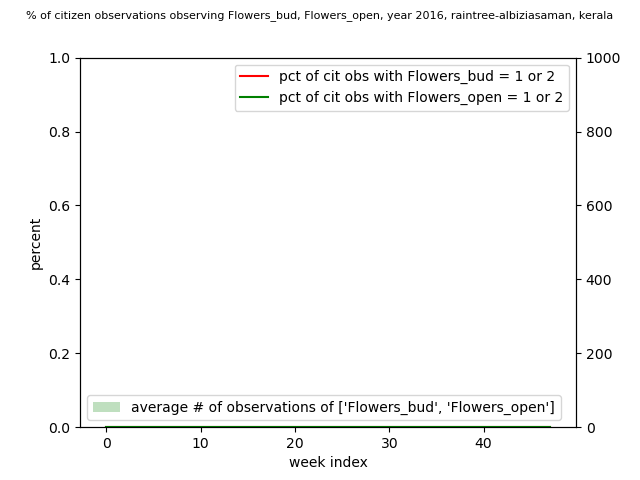 % of citizen observations observing Flowers_bud, Flowers_open, year 2016, raintree-albiziasaman, kerala
1.0
1000
pct of cit obs with Flowers_bud = 1 or 2
pct of cit obs with Flowers_open = 1 or 2
0.8
800
0.6
600
percent
0.4
400
0.2
200
average # of observations of ['Flowers_bud', 'Flowers_open']
0.0
0
0
10
20
30
40
week index